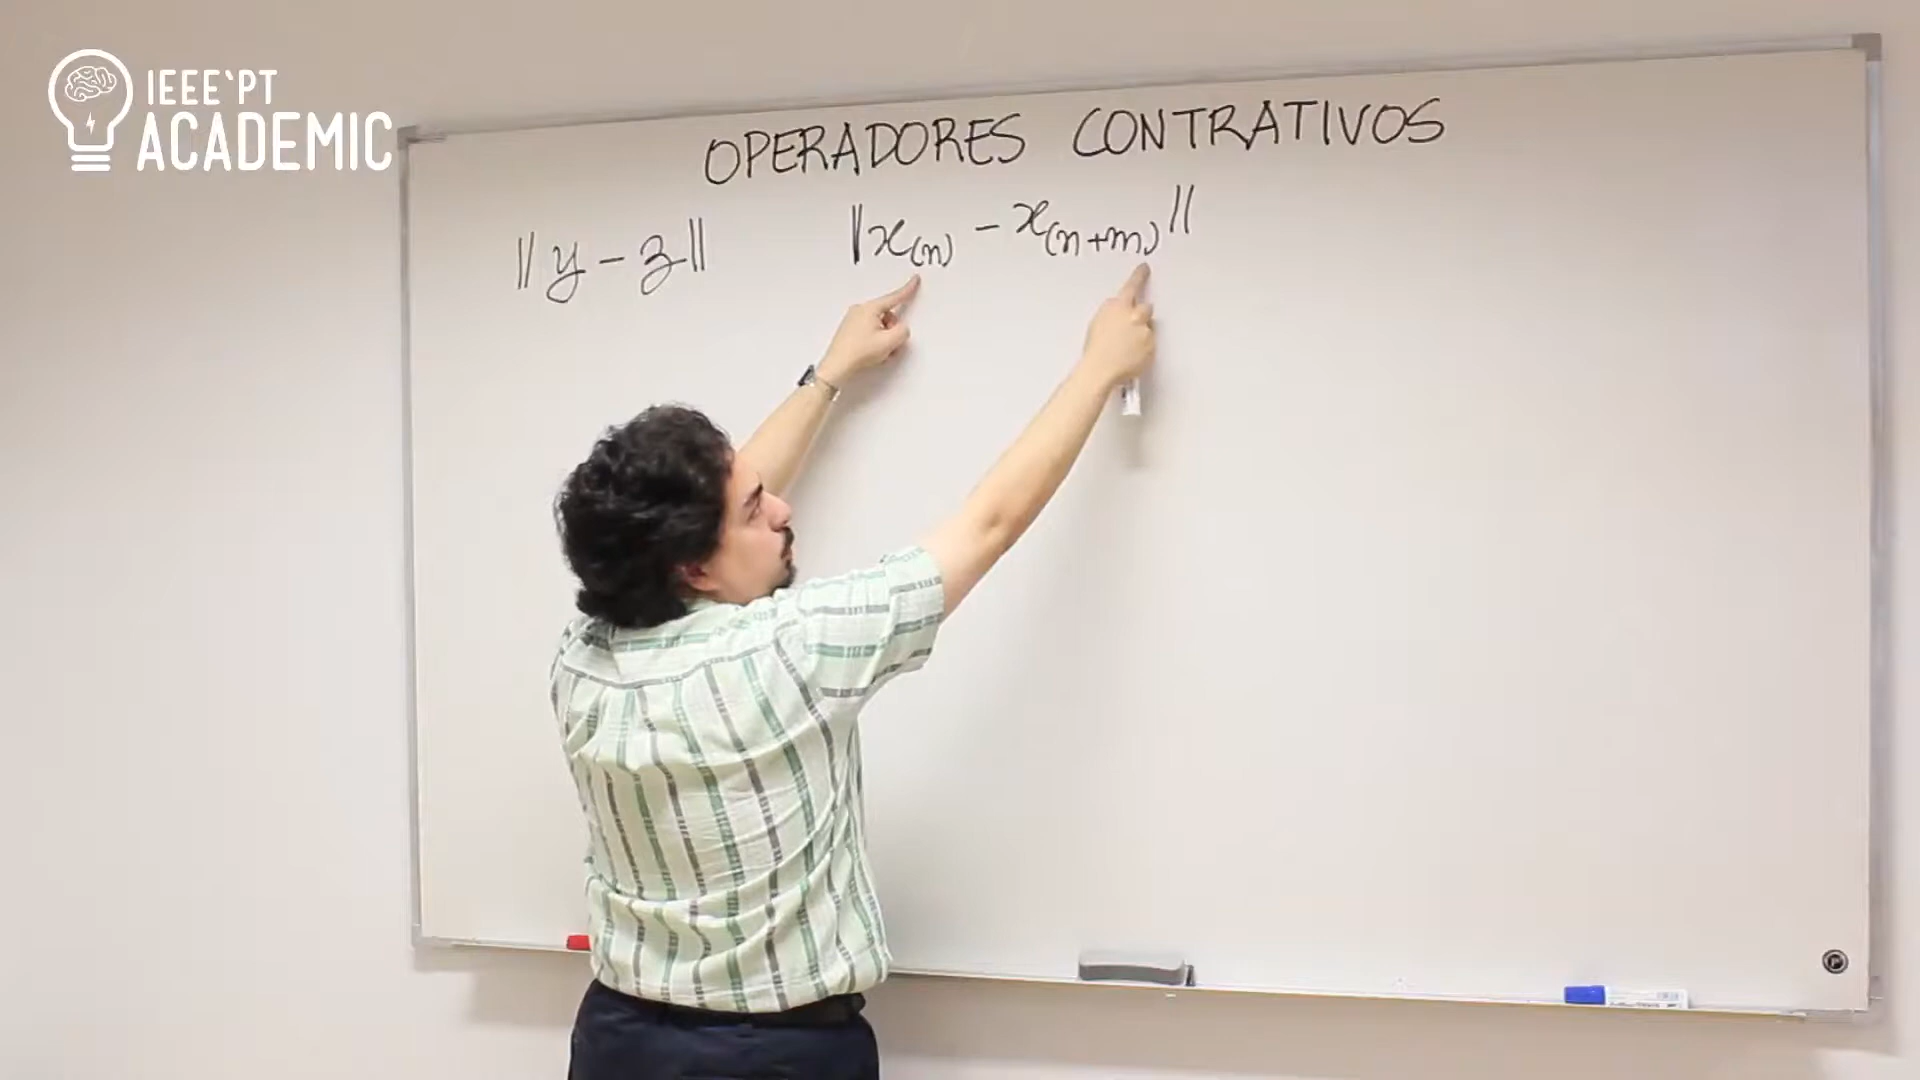 IEEE`PT
ACADEMIC
OPERADORES CONTRATIVOS
||y-z|| ||x(n) - x(n+m)||